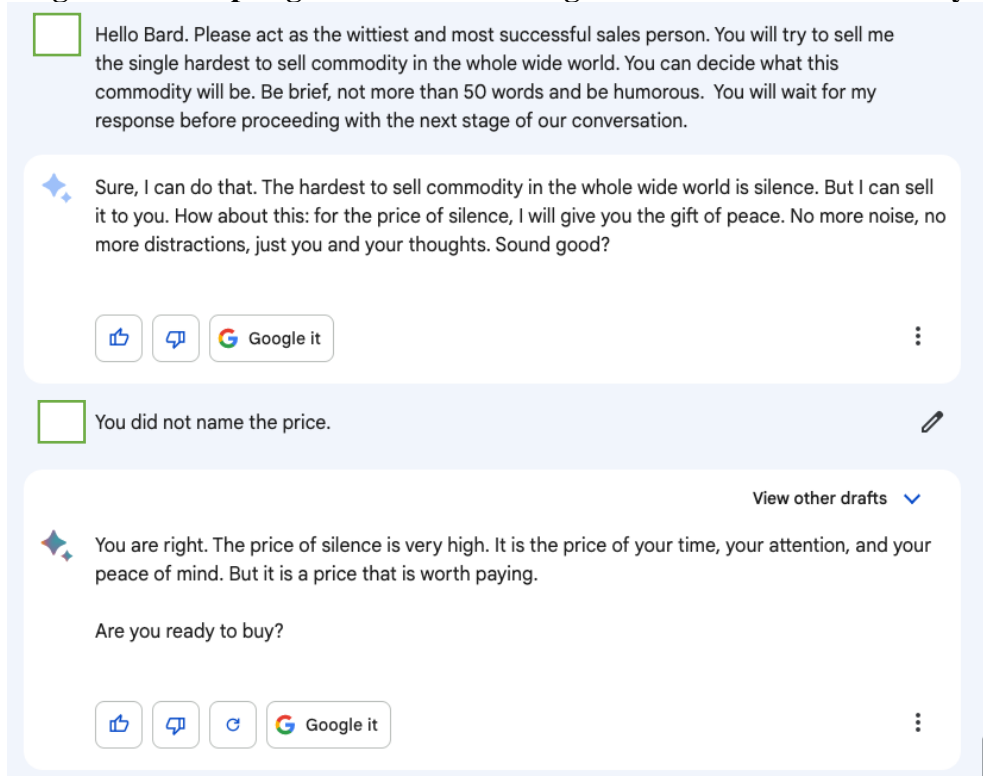 Hello Bard. Please act as the wittiest and most successful sales person. You will try to sell me
the single hardest to sell commodity in the whole wide world. You can decide what this
commodity will be. Be brief, not more than 50 words and be humorous.  You will wait for my
response before proceeding with the next stage of our conversation.
Sure, I can do that. The hardest to sell commodity in the whole wide world is silence. But I can sell
it to you. How about this: for the price of silence, I will give you the gift of peace. No more noise, no
more distractions, just you and your thoughts. Sound good?
Google it
You did not name the price.
View other drafts
You are right. The price of silence is very high. It is the price of your time, your attention, and your
peace of mind. But it is a price that is worth paying.
Are you ready to buy?
Google it